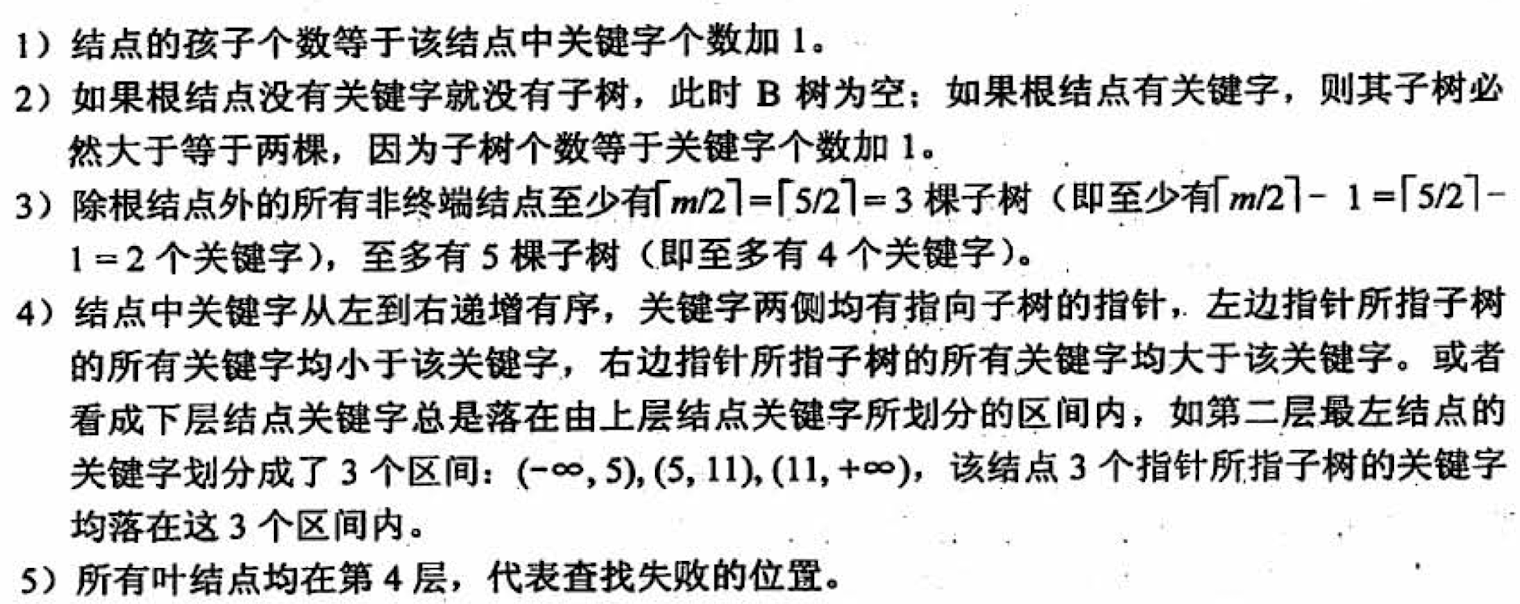 1）结点的孩子个数等于该结点中关键字个数加 1。
2）如果根结点没有关键字就没有子树，此时 B 树为空；如果根结点有关键字，则其子树必
然大于等于两棵，因为子树个数等于关键字个数加 1。
3）除根结点外的所有非终端结点至少有⌈m/2⌉=⌈5/2⌉= 3 棵子树（即至少有⌈m/2⌉- 1 =⌈5/2⌉-
1 = 2 个关键字），至多有 5 棵子树（即至多有 4 个关键字）。
4）结点中关键字从左到右递增有序，关键字两侧均有指向子树的指针，左边指针所指子树
的所有关键字均小于该关键字，右边指针所指子树的所有关键字均大于该关键字。或者
看成下层结点关键字总是落在由上层结点关键字所划分的区间内，如第二层最左结点的
关键字划分成了 3 个区间：(-∞, 5), (5, 11), (11, +∞)，该结点 3 个指针所指子树的关键字
均落在这 3 个区间内。
5）所有叶结点均在第 4 层，代表查找失败的位置。